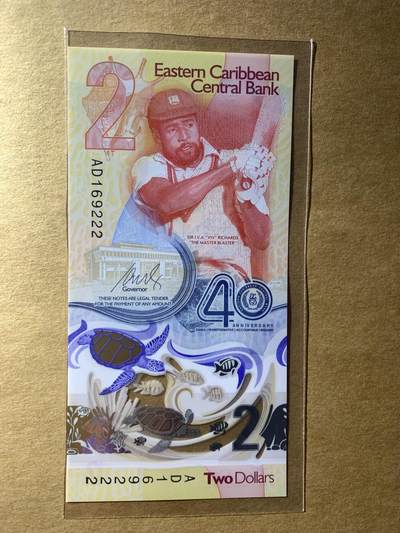 2
Eastern Caribbean
Central Bank
AD169222
SIR I.V.A. "VIV" RICHARDS
"THE MASTER BLASTER"
Governor
THESE NOTES ARE LEGAL TENDER
FOR THE PAYMENT OF ANY AMOUNT
40
ANNIVERSARY
2
AD169222
Two Dollars